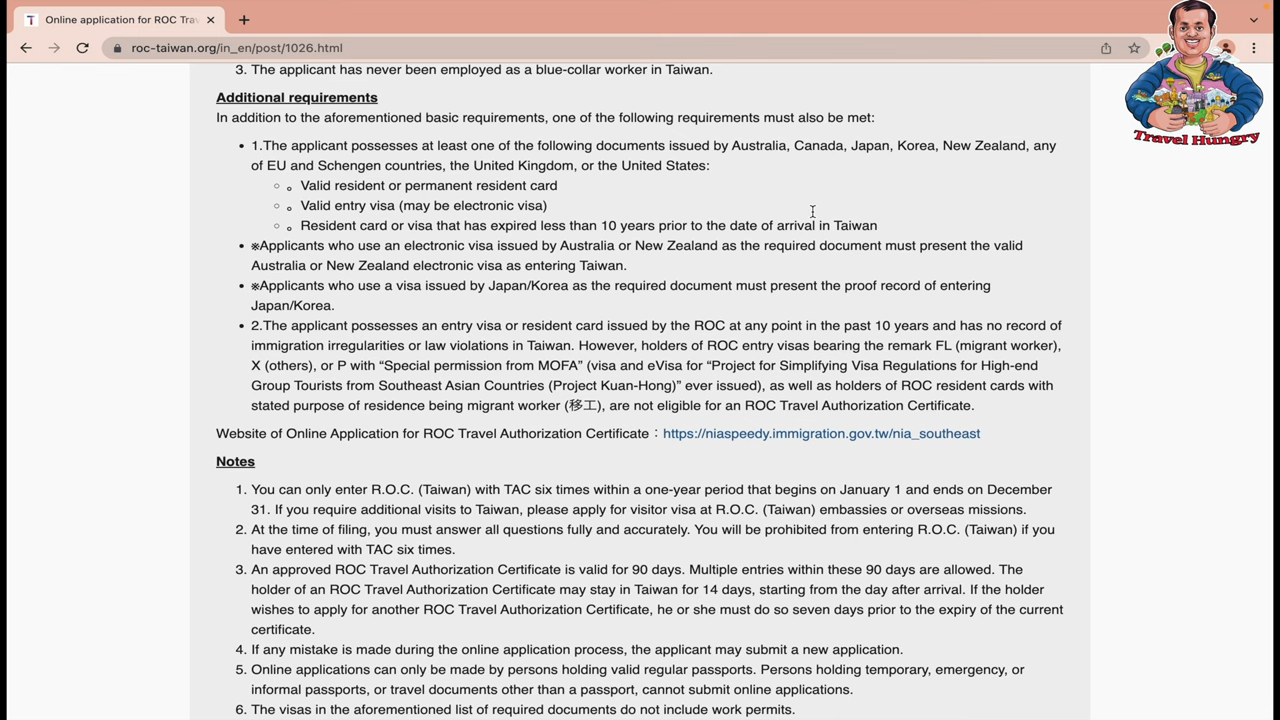 Online application for ROC Tra
roc-taiwan.org/in_en/post/1026.html
Travel Hungry
3. The applicant has never been employed as a blue-collar worker in Taiwan.
Additional requirements
In addition to the aforementioned basic requirements, one of the following requirements must also be met:
• 1.The applicant possesses at least one of the following documents issued by Australia, Canada, Japan, Korea, New Zealand, any
of EU and Schengen countries, the United Kingdom, or the United States:
Valid resident or permanent resident card
Valid entry visa (may be electronic visa)
Resident card or visa that has expired less than 10 years prior to the date of arrival in Taiwan
• ※Applicants who use an electronic visa issued by Australia or New Zealand as the required document must present the valid
Australia or New Zealand electronic visa as entering Taiwan.
• ※Applicants who use a visa issued by Japan/Korea as the required document must present the proof record of entering
Japan/Korea.
• 2.The applicant possesses an entry visa or resident card issued by the ROC at any point in the past 10 years and has no record of
immigration irregularities or law violations in Taiwan. However, holders of ROC entry visas bearing the remark FL (migrant worker),
X (others), or P with “Special permission from MOFA” (visa and eVisa for “Project for Simplifying Visa Regulations for High-end
Group Tourists from Southeast Asian Countries (Project Kuan-Hong)” ever issued), as well as holders of ROC resident cards with
stated purpose of residence being migrant worker (移工), are not eligible for an ROC Travel Authorization Certificate.
Website of Online Application for ROC Travel Authorization Certificate：https://niaspeedy.immigration.gov.tw/nia_southeast
Notes
1. You can only enter R.O.C. (Taiwan) with TAC six times within a one-year period that begins on January 1 and ends on December
31. If you require additional visits to Taiwan, please apply for visitor visa at R.O.C. (Taiwan) embassies or overseas missions.
2. At the time of filing, you must answer all questions fully and accurately. You will be prohibited from entering R.O.C. (Taiwan) if you
have entered with TAC six times.
3. An approved ROC Travel Authorization Certificate is valid for 90 days. Multiple entries within these 90 days are allowed. The
holder of an ROC Travel Authorization Certificate may stay in Taiwan for 14 days, starting from the day after arrival. If the holder
wishes to apply for another ROC Travel Authorization Certificate, he or she must do so seven days prior to the expiry of the current
certificate.
4. If any mistake is made during the online application process, the applicant may submit a new application.
5. Online applications can only be made by persons holding valid regular passports. Persons holding temporary, emergency, or
informal passports, or travel documents other than a passport, cannot submit online applications.
6. The visas in the aforementioned list of required documents do not include work permits.